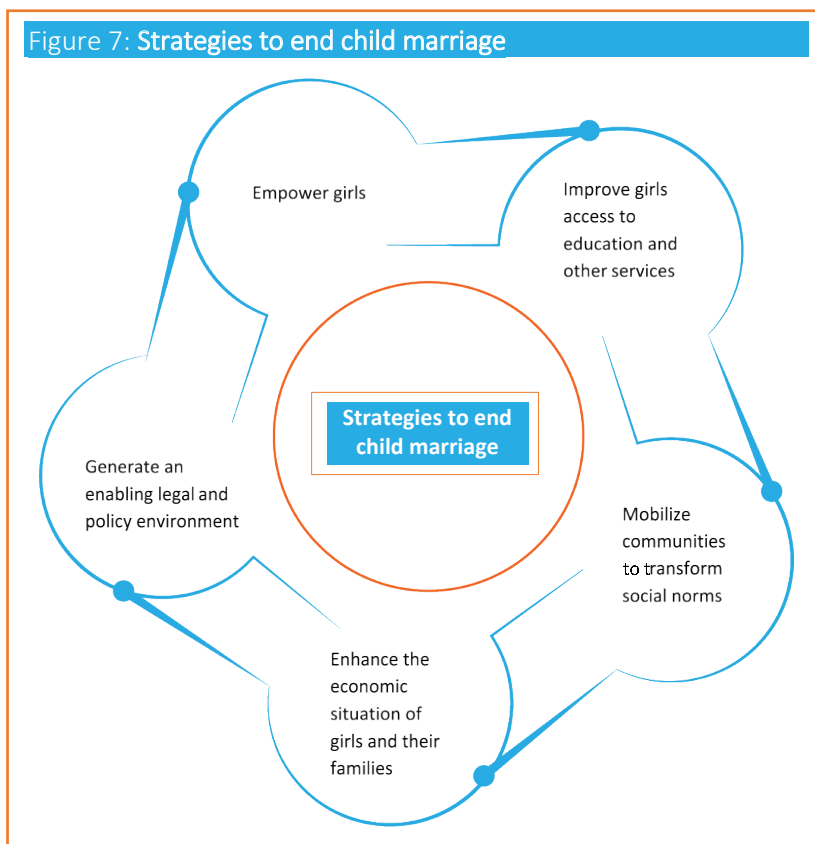 Figure 7: Strategies to end child marriage
Empower girls
Improve girls
access to
education and
other services
Strategies to end
child marriage
Generate an
enabling legal and
policy environment
Mobilize
communities
to transform
social norms
Enhance the
economic
situation of
girls and their
families